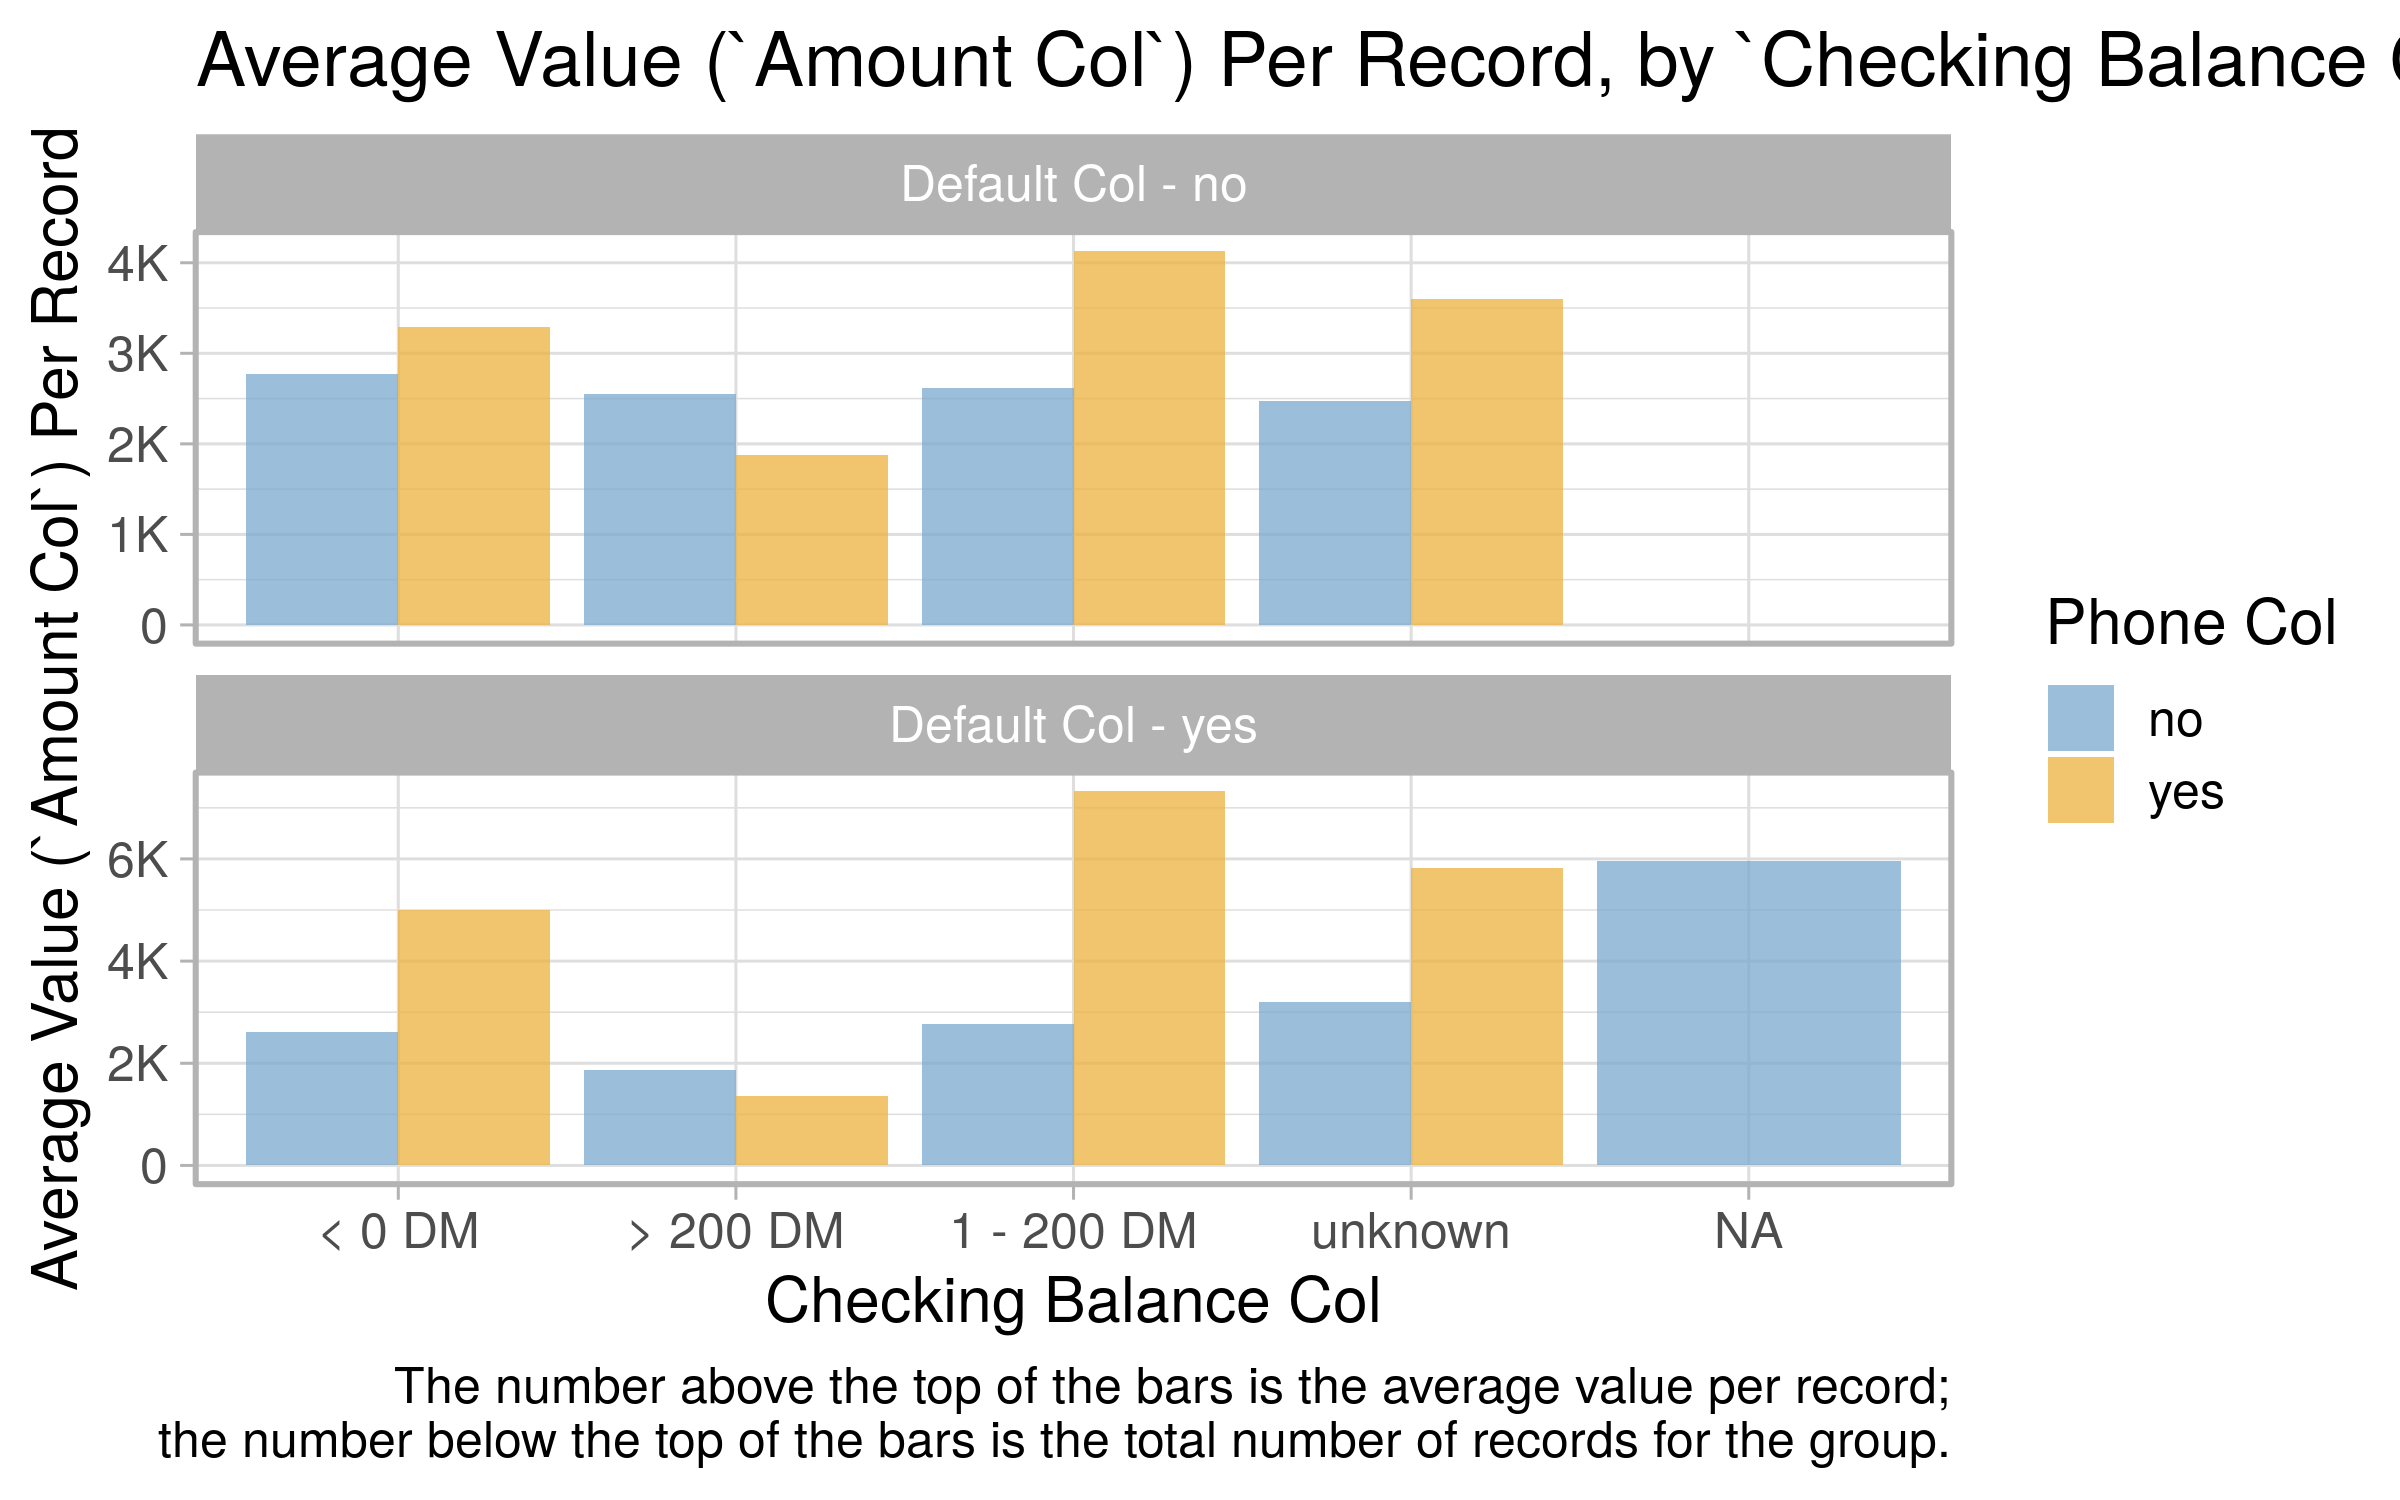 Average Value (`Amount Col`) Per Record, by `Checking Balance
Average Value (`Amount Col`) Per Record
Default Col - no
4K
3K
2K
1K
0
Default Col - yes
6K
4K
2K
0
< 0 DM
> 200 DM
1 - 200 DM
unknown
NA
Checking Balance Col
Phone Col
no
yes
The number above the top of the bars is the average value per record;
the number below the top of the bars is the total number of records for the group.